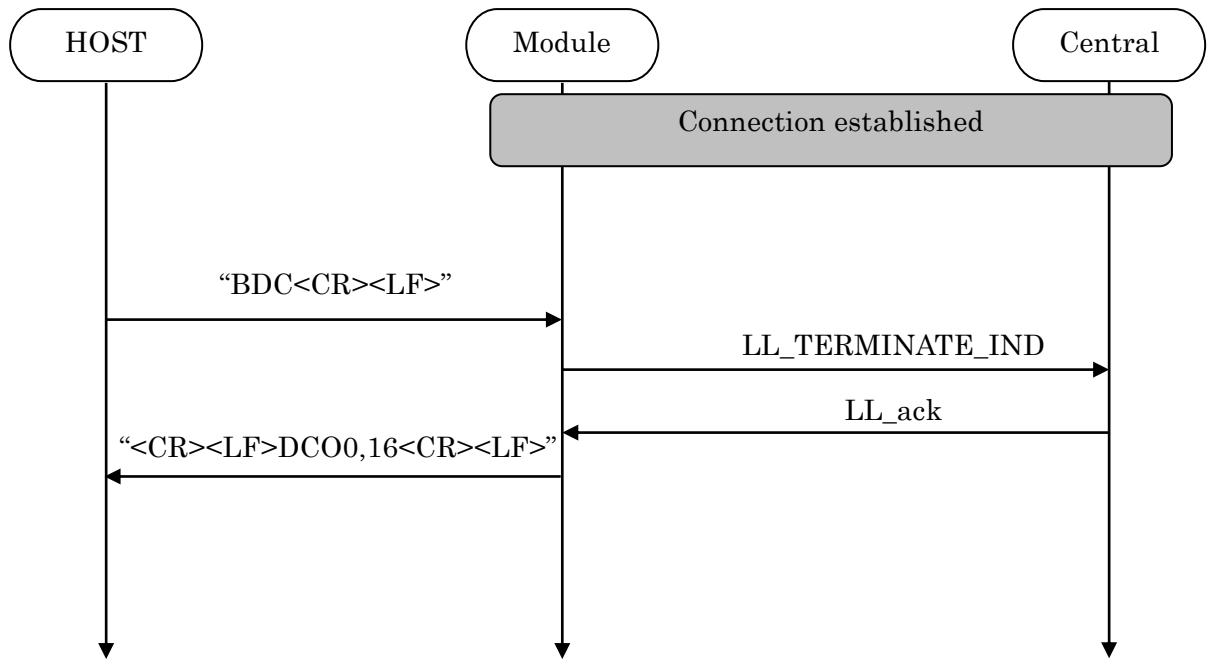 HOST
Module
Central
Connection established
“BDC<CR><LF>”
LL_TERMINATE_IND
LL_ack
“<CR><LF>DCO0,16<CR><LF>”